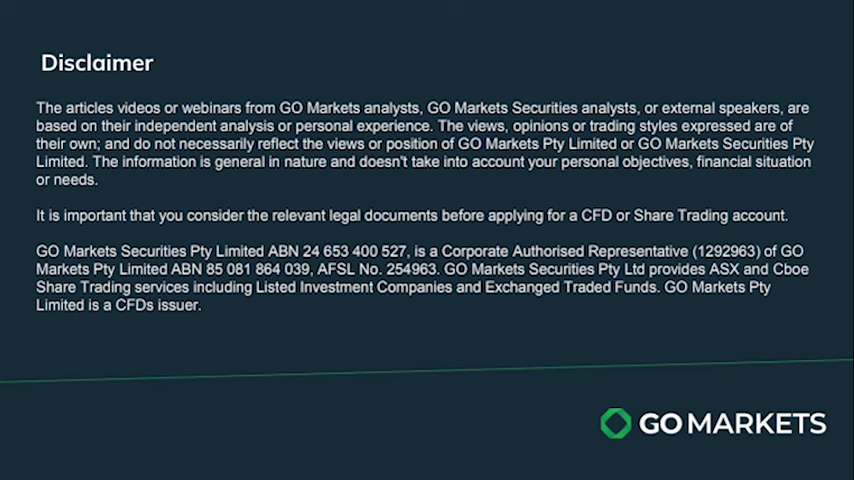 Disclaimer
The articles videos or webinars from GO Markets analysts, GO Markets Securities analysts, or external speakers, are
based on their independent analysis or personal experience. The views, opinions or trading styles expressed are of
their own; and do not necessarily reflect the views or position of GO Markets Pty Limited or GO Markets Securities Pty
Limited. The information is general in nature and doesn't take into account your personal objectives, financial situation
or needs.
It is important that you consider the relevant legal documents before applying for a CFD or Share Trading account.
GO Markets Securities Pty Limited ABN 24 653 400 527, is a Corporate Authorised Representative (1292963) of GO
Markets Pty Limited ABN 85 081 864 039, AFSL No. 254963. GO Markets Securities Pty Ltd provides ASX and Cboe
Share Trading services including Listed Investment Companies and Exchanged Traded Funds. GO Markets Pty
Limited is a CFDs issuer.
GO MARKETS